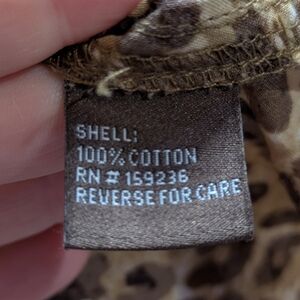 SHELL:
100% COTTON
RN # 159236
REVERSE FOR CARE